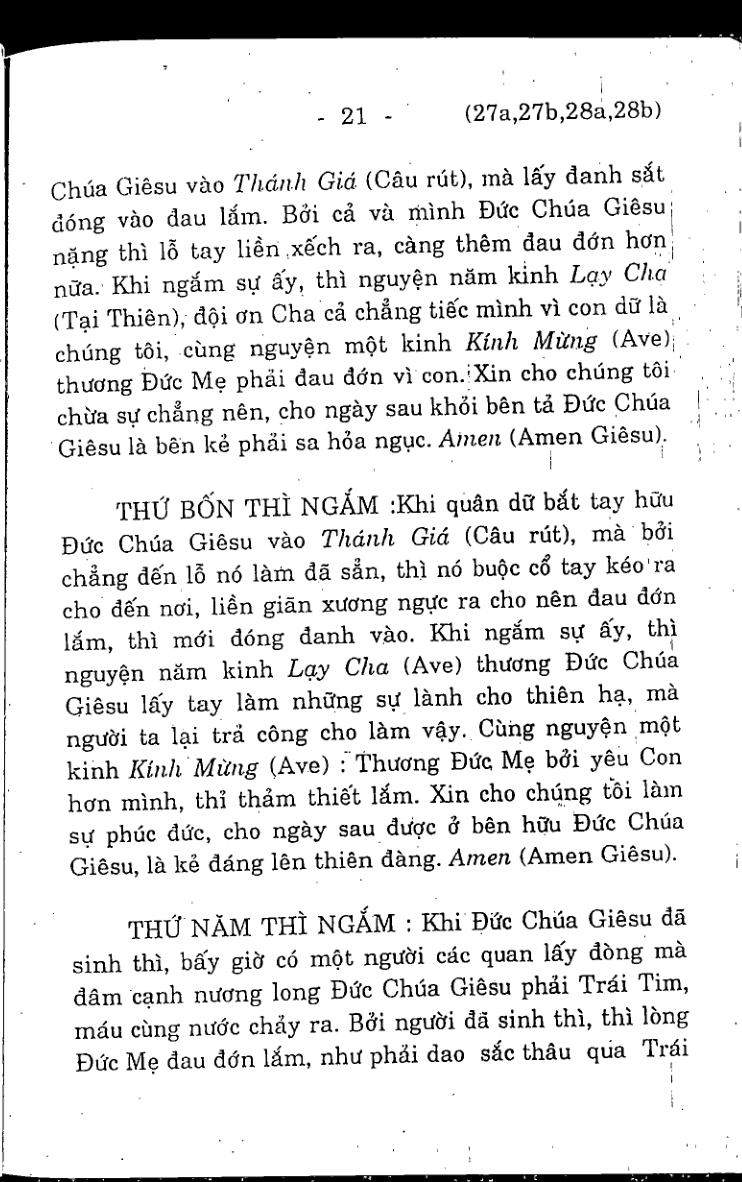 - 21 - (27a,27b,28a,28b)
Chúa Giêsu vào Thánh Giá (Câu rút), mà lấy đanh sắt
đóng vào đau lắm. Bởi cả và mình Đức Chúa Giêsu
nặng thì lỗ tay liền xếch ra, càng thêm đau đớn hơn
nữa. Khi ngắm sự ấy, thì nguyện năm kinh Lạy Cha
(Tại Thiên), đội ơn Cha cả chẳng tiếc mình vì con dữ là
chúng tôi, cùng nguyện một kinh Kính Mừng (Ave)
thương Đức Mẹ phải đau đớn vì con. Xin cho chúng tôi
chừa sự chẳng nên, cho ngày sau khỏi bên tả Đức Chúa
Giêsu là bên kẻ phải sa hỏa ngục. Amen (Amen Giêsu).
THỨ BỐN THÌ NGẮM :Khi quân dữ bắt tay hữu
Đức Chúa Giêsu vào Thánh Giá (Câu rút), mà bởi
chẳng đến lỗ nó làm đã sẳn, thì nó buộc cổ tay kéo ra
cho đến nơi, liền giãn xương ngực ra cho nên đau đớn
lắm, thì mới đóng đanh vào. Khi ngắm sự ấy, thì
nguyện năm kinh Lạy Cha (Ave) thương Đức Chúa
Giêsu lấy tay làm những sự lành cho thiên hạ, mà
người ta lại trả công cho làm vậy. Cùng nguyện một
kinh Kính Mừng (Ave) : Thương Đức Mẹ bởi yêu Con
hơn mình, thỉ thảm thiết lắm. Xin cho chúng tôi làm
sự phúc đức, cho ngày sau được ở bên hữu Đức Chúa
Giêsu, là kẻ đáng lên thiên đàng. Amen (Amen Giêsu).
THỨ NĂM THÌ NGẮM : Khi Đức Chúa Giêsu đã
sinh thì, bấy giờ có một người các quan lấy đòng mà
đâm cạnh nương long Đức Chúa Giêsu phải Trái Tim,
máu cùng nước chảy ra. Bởi người đã sinh thì, thì lòng
Đức Mẹ đau đớn lắm, như phải dao sắc thâu qua Trái